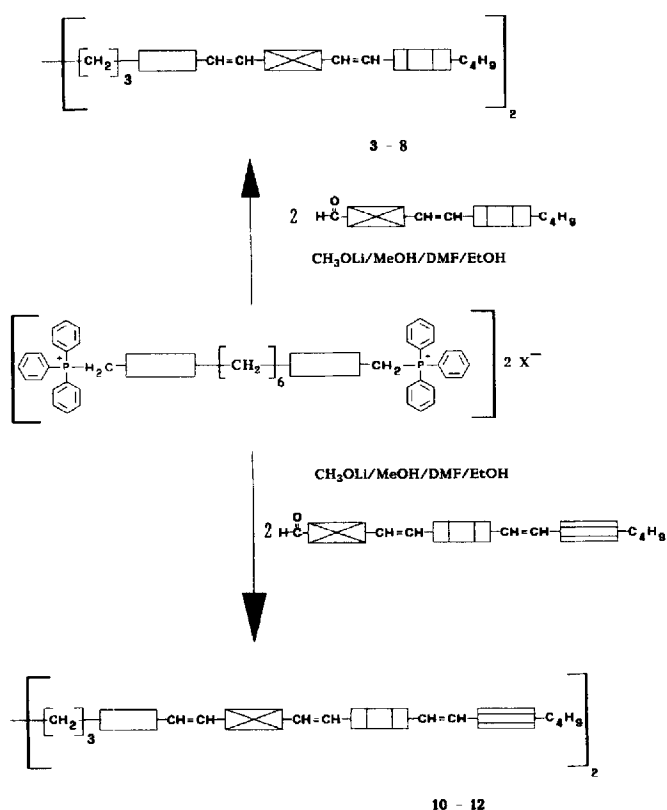 [CH2]3 CH=CH CH=CH C4H9
2
3 - 8
2 H-C
O
CH=CH C4H9
CH3OLi/MeOH/DMF/EtOH
P+ H2C [CH2]6 CH2 P+ 2 X−
CH3OLi/MeOH/DMF/EtOH
2 H-C
O
CH=CH CH=CH C4H9
[CH2]3 CH=CH CH=CH CH=CH C4H9
2
10 - 12